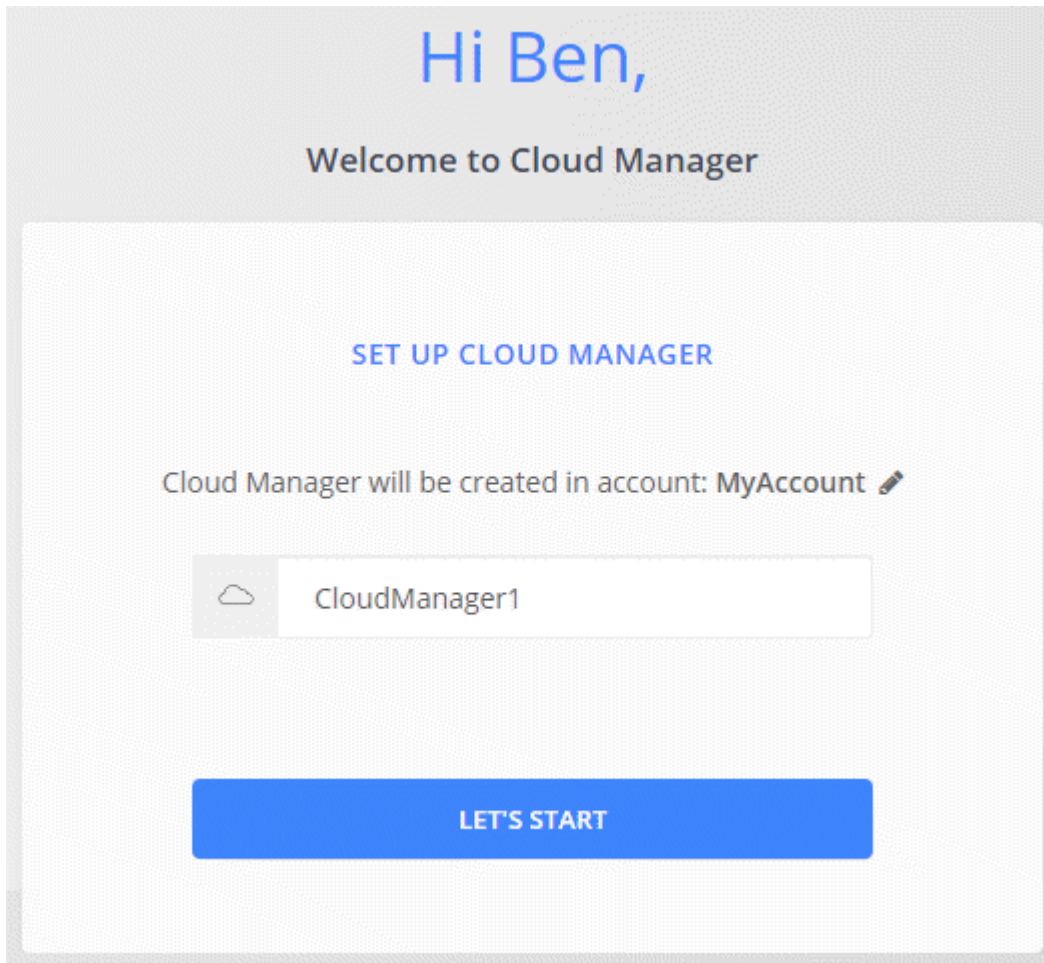 Hi Ben,
Welcome to Cloud Manager
SET UP CLOUD MANAGER
Cloud Manager will be created in account: MyAccount
CloudManager1
LET'S START